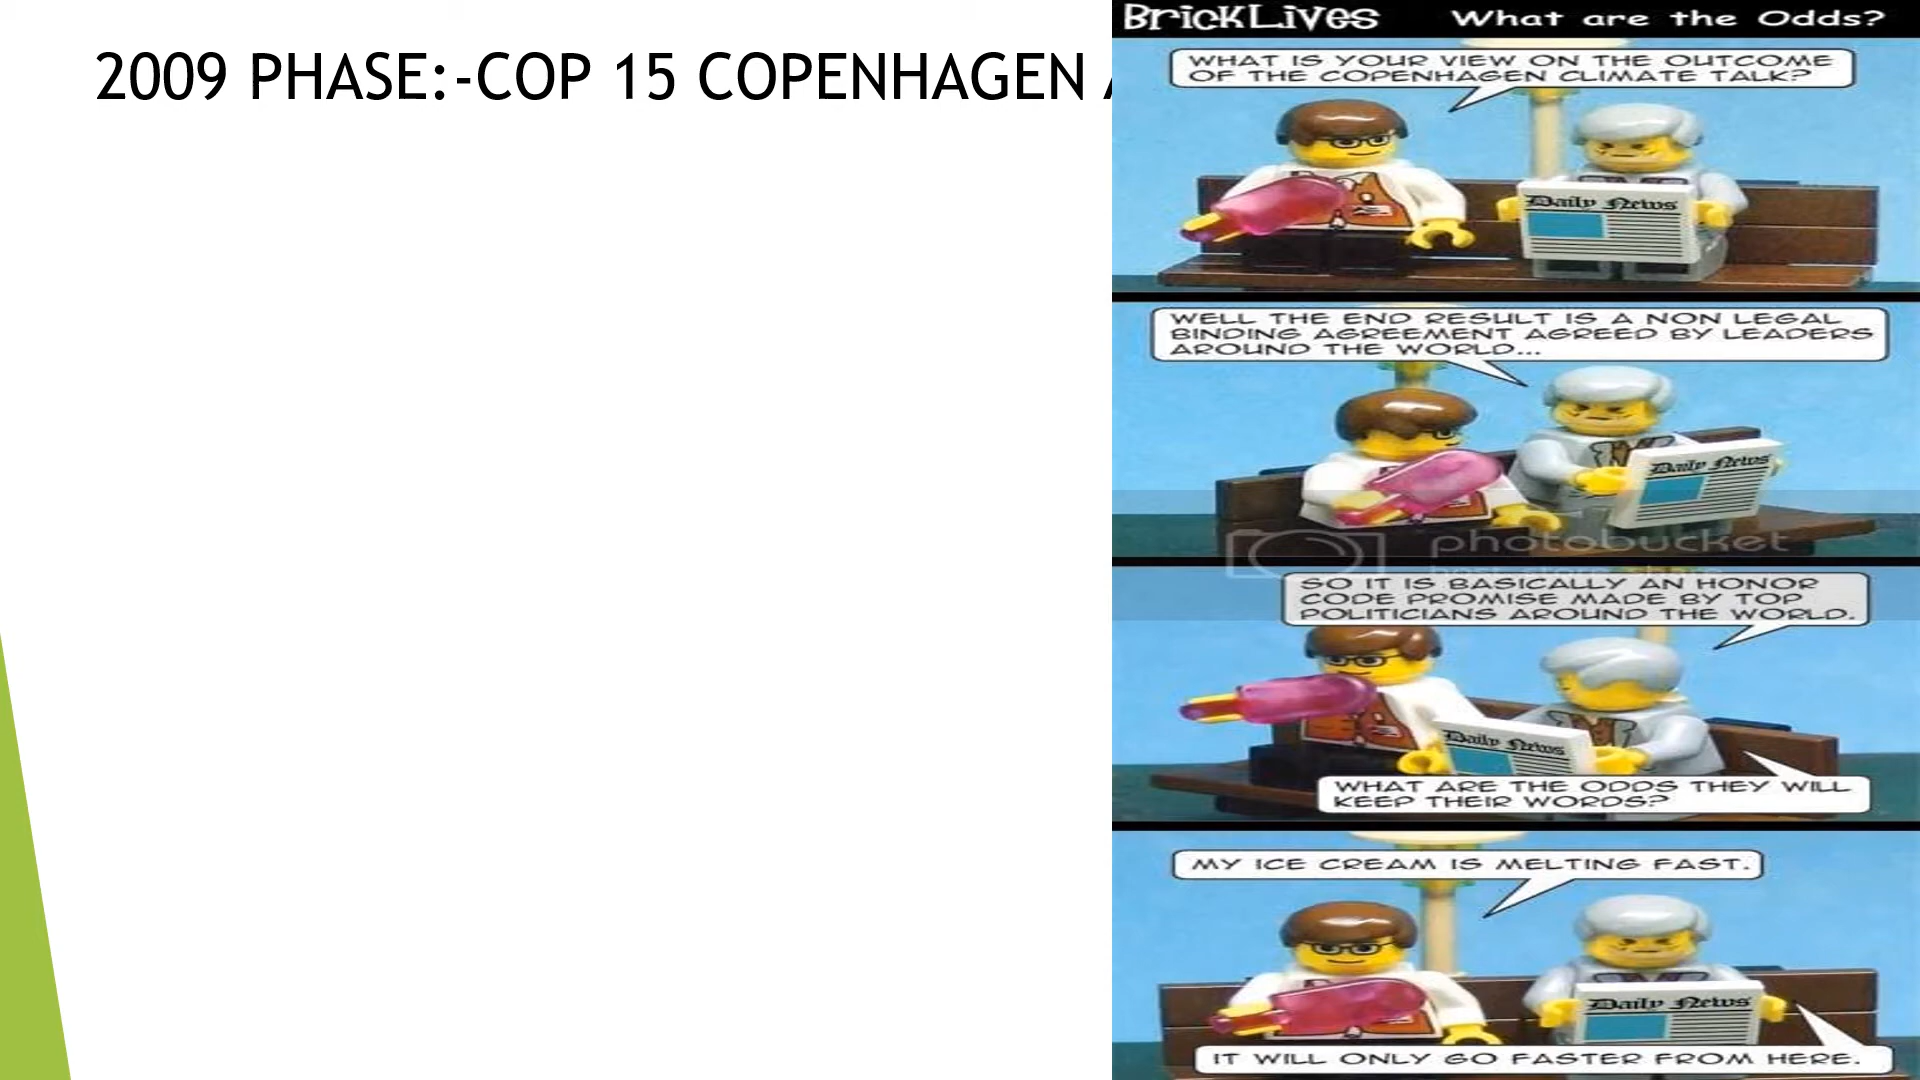 2009 PHASE:-COP 15 COPENHAGEN
BrickLives What are the Odds?
WHAT IS YOUR VIEW ON THE OUTCOME
OF THE COPENHAGEN CLIMATE TALK?
Daily News
WELL THE END RESULT IS A NON LEGAL
BINDING AGREEMENT AGREED BY LEADERS
AROUND THE WORLD...
Daily News
photobucket
SO IT IS BASICALLY AN HONOR
CODE PROMISE MADE BY TOP
POLITICIANS AROUND THE WORLD.
Daily News
WHAT ARE THE ODDS THEY WILL
KEEP THEIR WORDS?
MY ICE CREAM IS MELTING FAST.
Daily News
IT WILL ONLY GO FASTER FROM HERE.